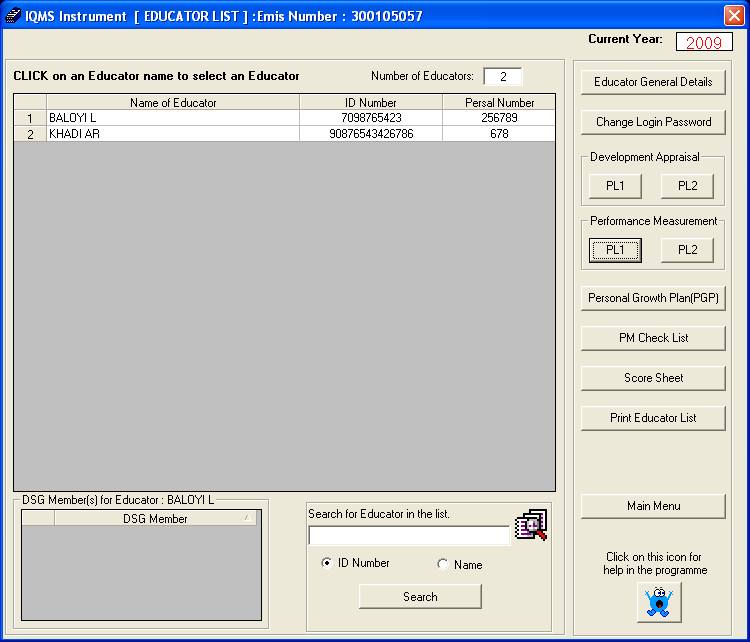 IQMS Instrument [ EDUCATOR LIST ] :Emis Number : 300105057
Current Year: 2009
CLICK on an Educator name to select an Educator
Number of Educators: 2
Name of Educator ID Number Persal Number
1 BALOYI L 7098765423 256789
2 KHADI AR 90876543426786 678
Educator General Details
Change Login Password
Development Appraisal
PL1 PL2
Performance Measurement
PL1 PL2
Personal Growth Plan(PGP)
PM Check List
Score Sheet
Print Educator List
DSG Member(s) for Educator : BALOYI L
DSG Member
Search for Educator in the list.
ID Number Name
Search
Main Menu
Click on this icon for
help in the programme